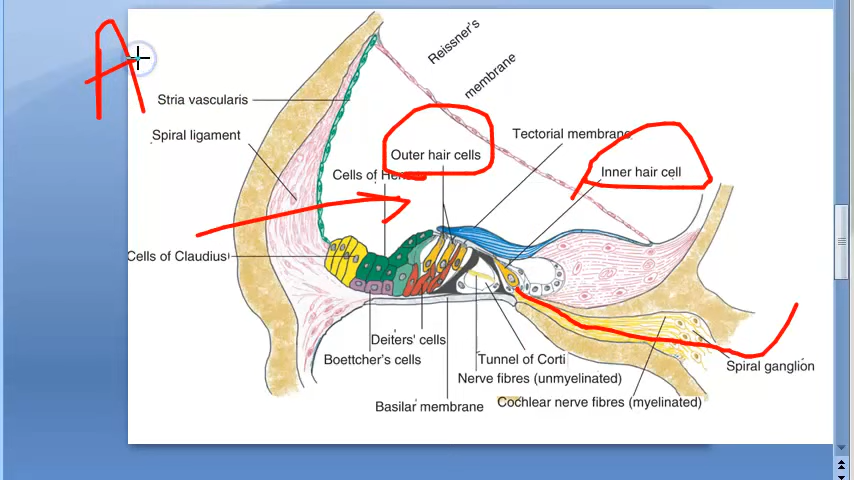 A
Reissner's
membrane
Stria vascularis
Spiral ligament
Outer hair cells
Tectorial membrane
Cells of
Inner hair cell
Cells of Claudius
Deiters' cells
Boettcher's cells
Tunnel of Corti
Nerve fibres (unmyelinated)
Spiral ganglion
Basilar membrane
Cochlear nerve fibres (myelinated)